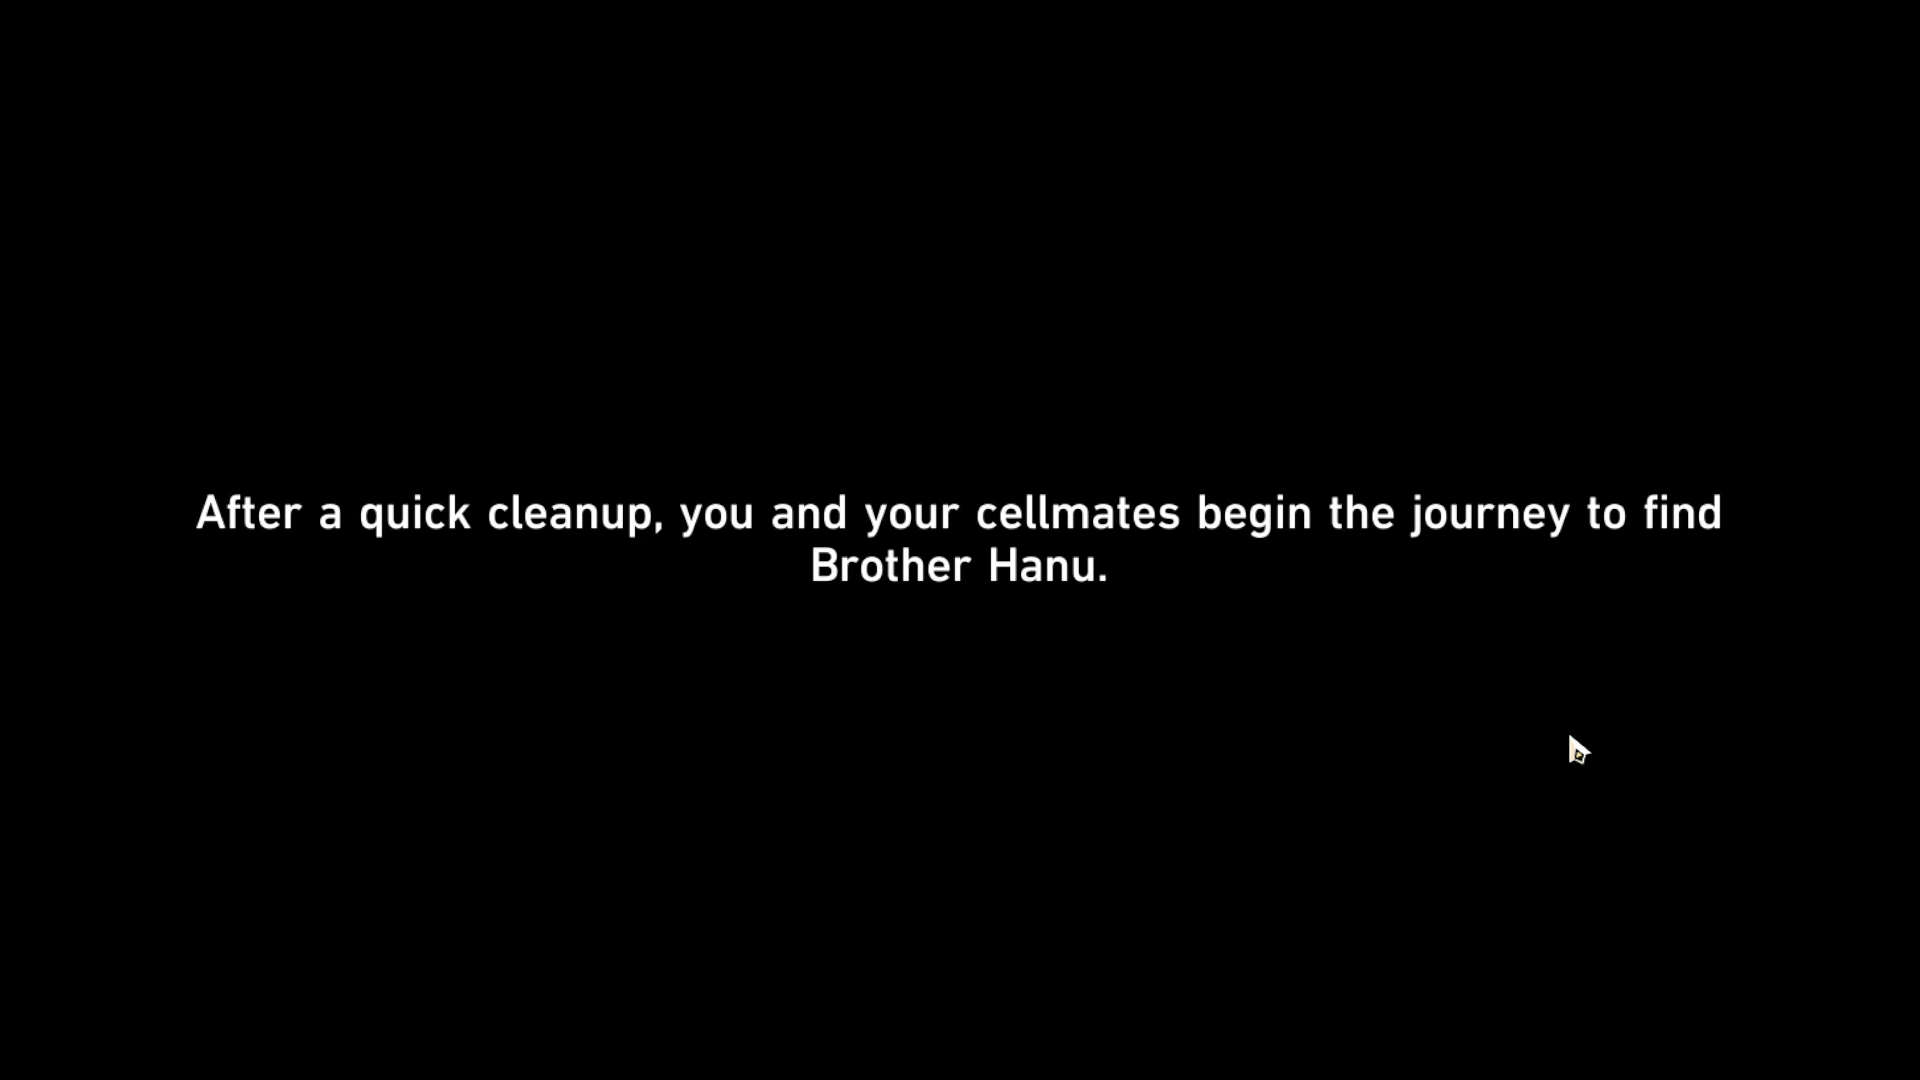 After a quick cleanup, you and your cellmates begin the journey to find
Brother Hanu.